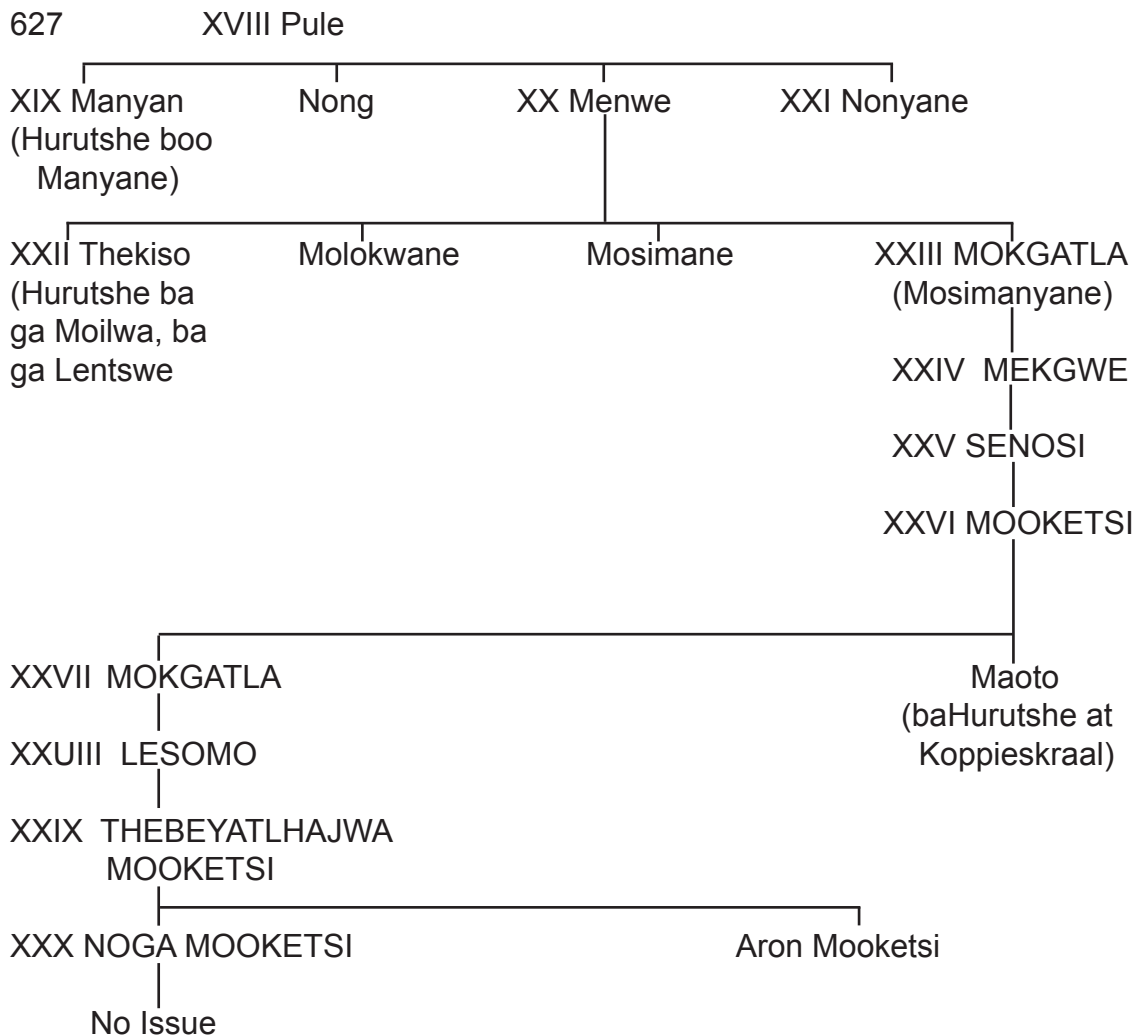 627 XVIII Pule
XIX Manyan Nong XX Menwe XXI Nonyane
(Hurutshe boo
Manyane)
XXII Thekiso Molokwane Mosimane XXIII MOKGATLA
(Hurutshe ba (Mosimanyane)
ga Moilwa, ba
ga Lentswe XXIV MEKGWE
XXV SENOSI
XXVI MOOKETSI
XXVII MOKGATLA Maoto
(baHurutshe at
XXUIII LESOMO Koppieskraal)
XXIX THEBEYATLHAJWA
MOOKETSI
XXX NOGA MOOKETSI Aron Mooketsi
No Issue